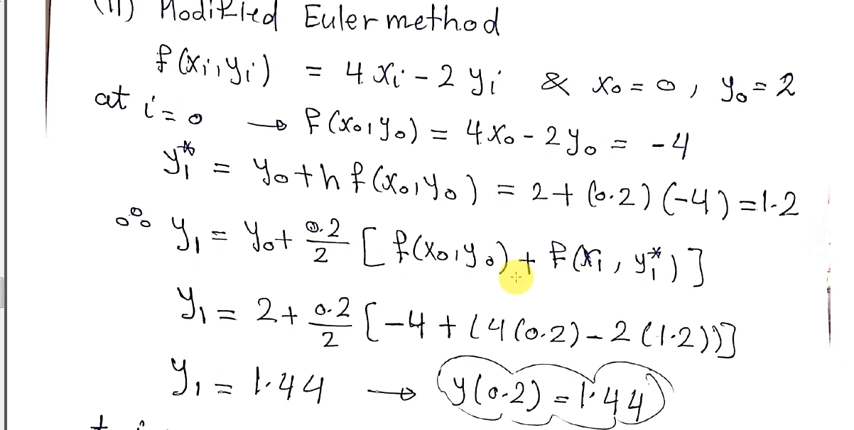 (ii) Modified Euler method
f(xi,yi) = 4xi - 2yi & x0 = 0, y0 = 2
at i = 0 → f(x0,y0) = 4x0 - 2y0 = -4
y1* = y0 + h f(x0,y0) = 2 + (0.2)(-4) = 1.2
∴ y1 = y0 + 0.2/2 [f(x0,y0) + f(x1, y1*)]
y1 = 2 + 0.2/2 [-4 + (4(0.2) - 2(1.2))]
y1 = 1.44 → y(0.2) = 1.44